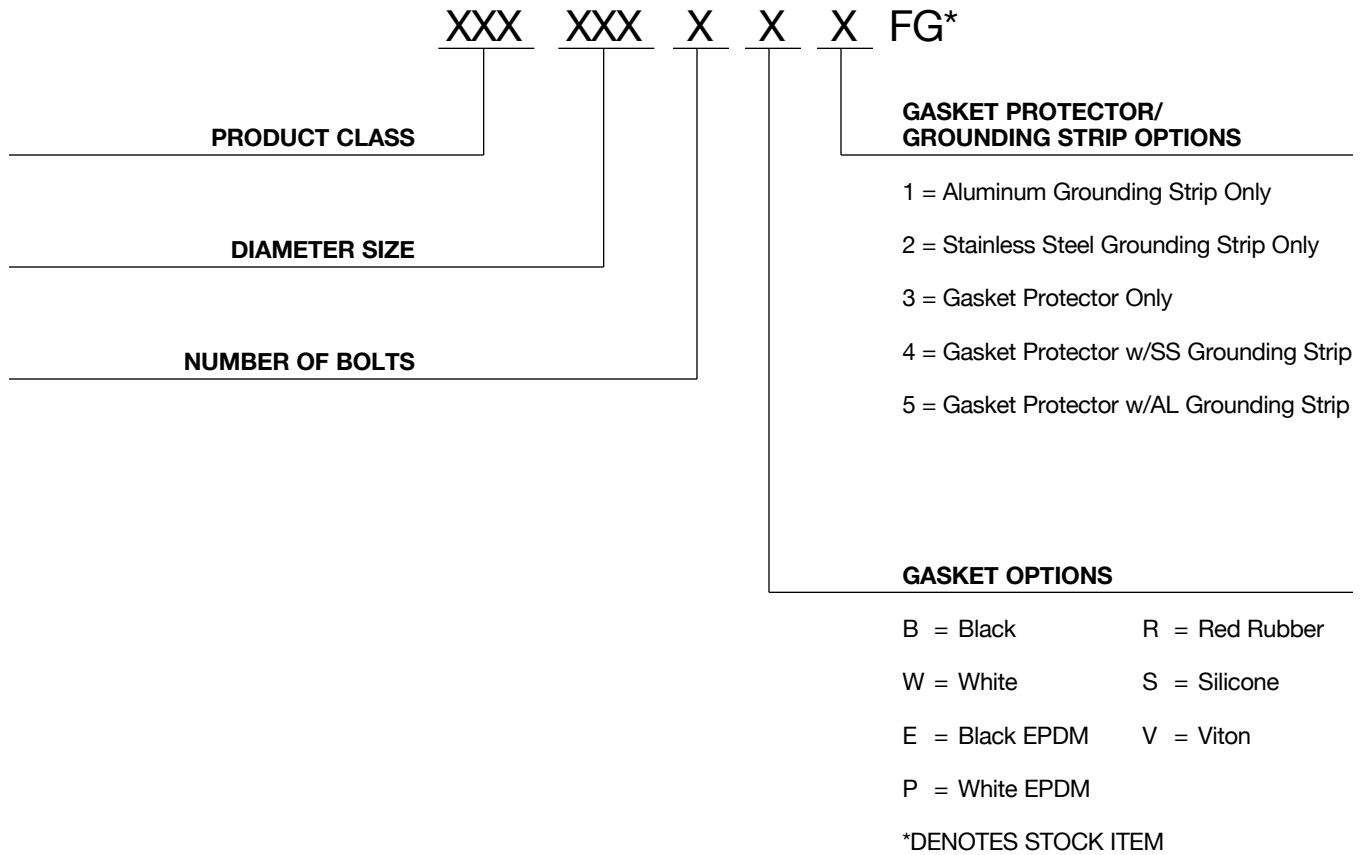 XXX XXX X X X FG*
PRODUCT CLASS
DIAMETER SIZE
NUMBER OF BOLTS
GASKET PROTECTOR/
GROUNDING STRIP OPTIONS
1 = Aluminum Grounding Strip Only
2 = Stainless Steel Grounding Strip Only
3 = Gasket Protector Only
4 = Gasket Protector w/SS Grounding Strip
5 = Gasket Protector w/AL Grounding Strip
GASKET OPTIONS
B = Black R = Red Rubber
W = White S = Silicone
E = Black EPDM V = Viton
P = White EPDM
*DENOTES STOCK ITEM